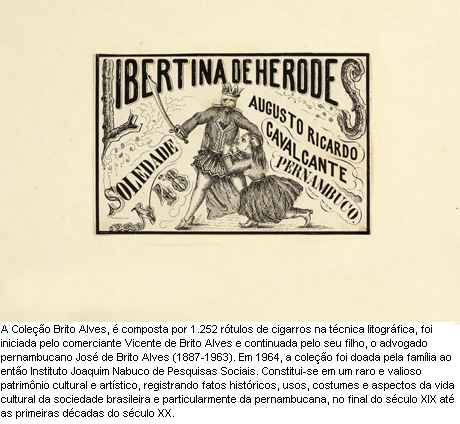 LIBERTINA DE HERODES
AUGUSTO RICARDO
CAVALCANTE
PERNAMBUCO.
SOLEDADE
Nº 48
A Coleção Brito Alves, é composta por 1.252 rótulos de cigarros na técnica litográfica, foi
iniciada pelo comerciante Vicente de Brito Alves e continuada pelo seu filho, o advogado
pernambucano José de Brito Alves (1887-1963). Em 1964, a coleção foi doada pela família ao
então Instituto Joaquim Nabuco de Pesquisas Sociais. Constitui-se em um raro e valioso
patrimônio cultural e artístico, registrando fatos históricos, usos, costumes e aspectos da vida
cultural da sociedade brasileira e particularmente da pernambucana, no final do século XIX até
as primeiras décadas do século XX.